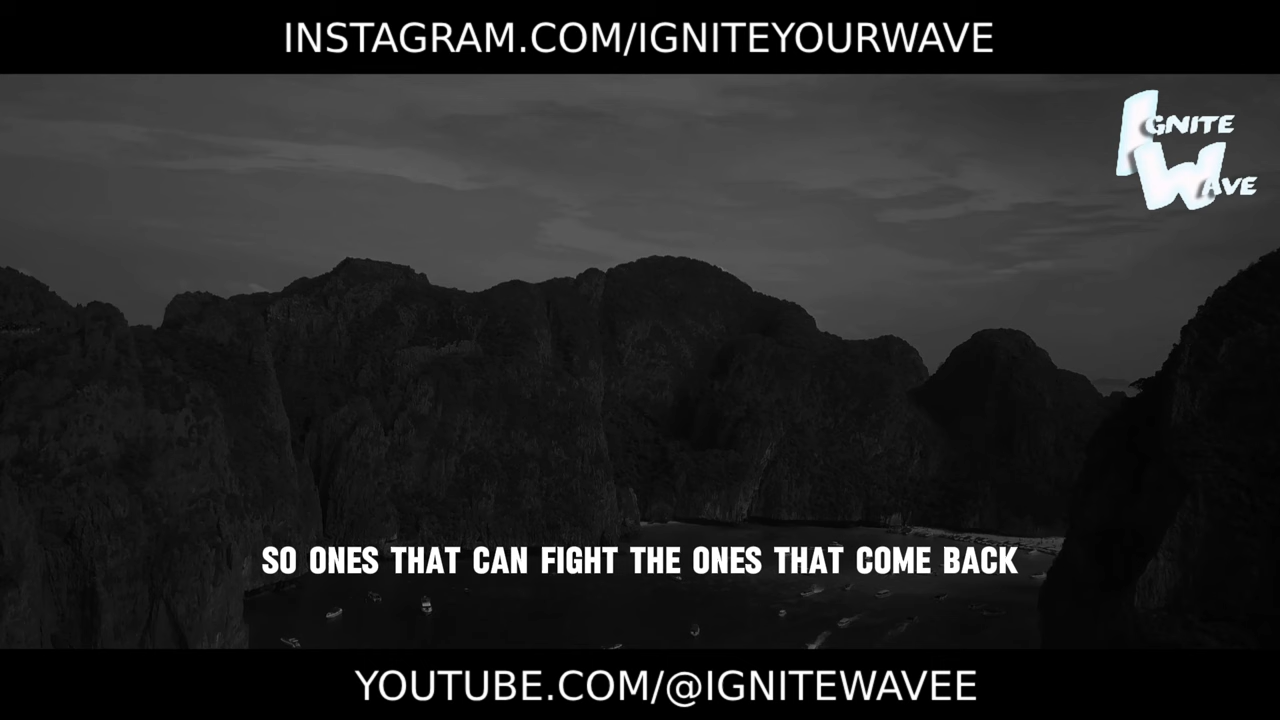 INSTAGRAM.COM/IGNITEYOURWAVE
IGNITE
WAVE
SO ONES THAT CAN FIGHT THE ONES THAT COME BACK
YOUTUBE.COM/@IGNITEWAVEE